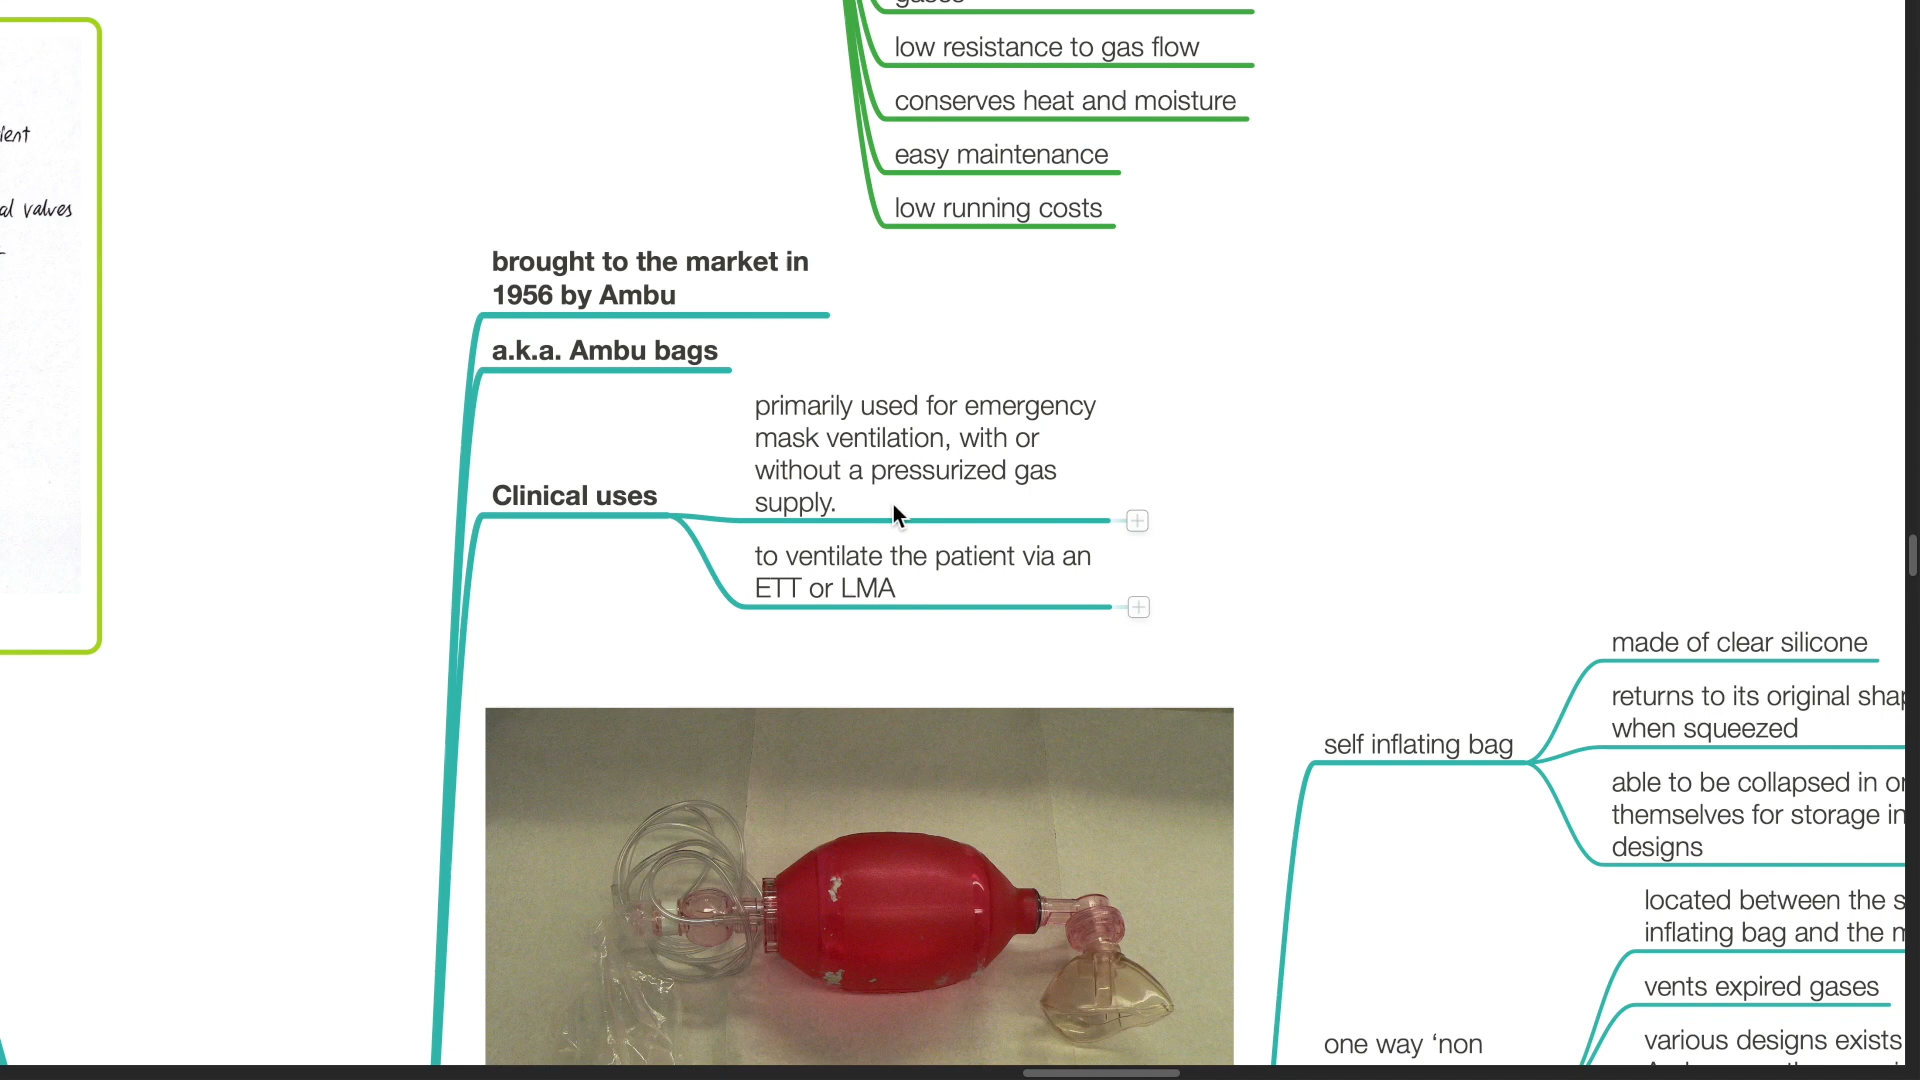 low resistance to gas flow
conserves heat and moisture
easy maintenance
low running costs
lent
al valves
brought to the market in
1956 by Ambu
a.k.a. Ambu bags
Clinical uses
primarily used for emergency
mask ventilation, with or
without a pressurized gas
supply.
to ventilate the patient via an
ETT or LMA
self inflating bag
made of clear silicone
returns to its original
when squeezed
able to be collapsed in
themselves for storage in
designs
one way ‘non
located between the
inflating bag and the
vents expired gases
various designs exists